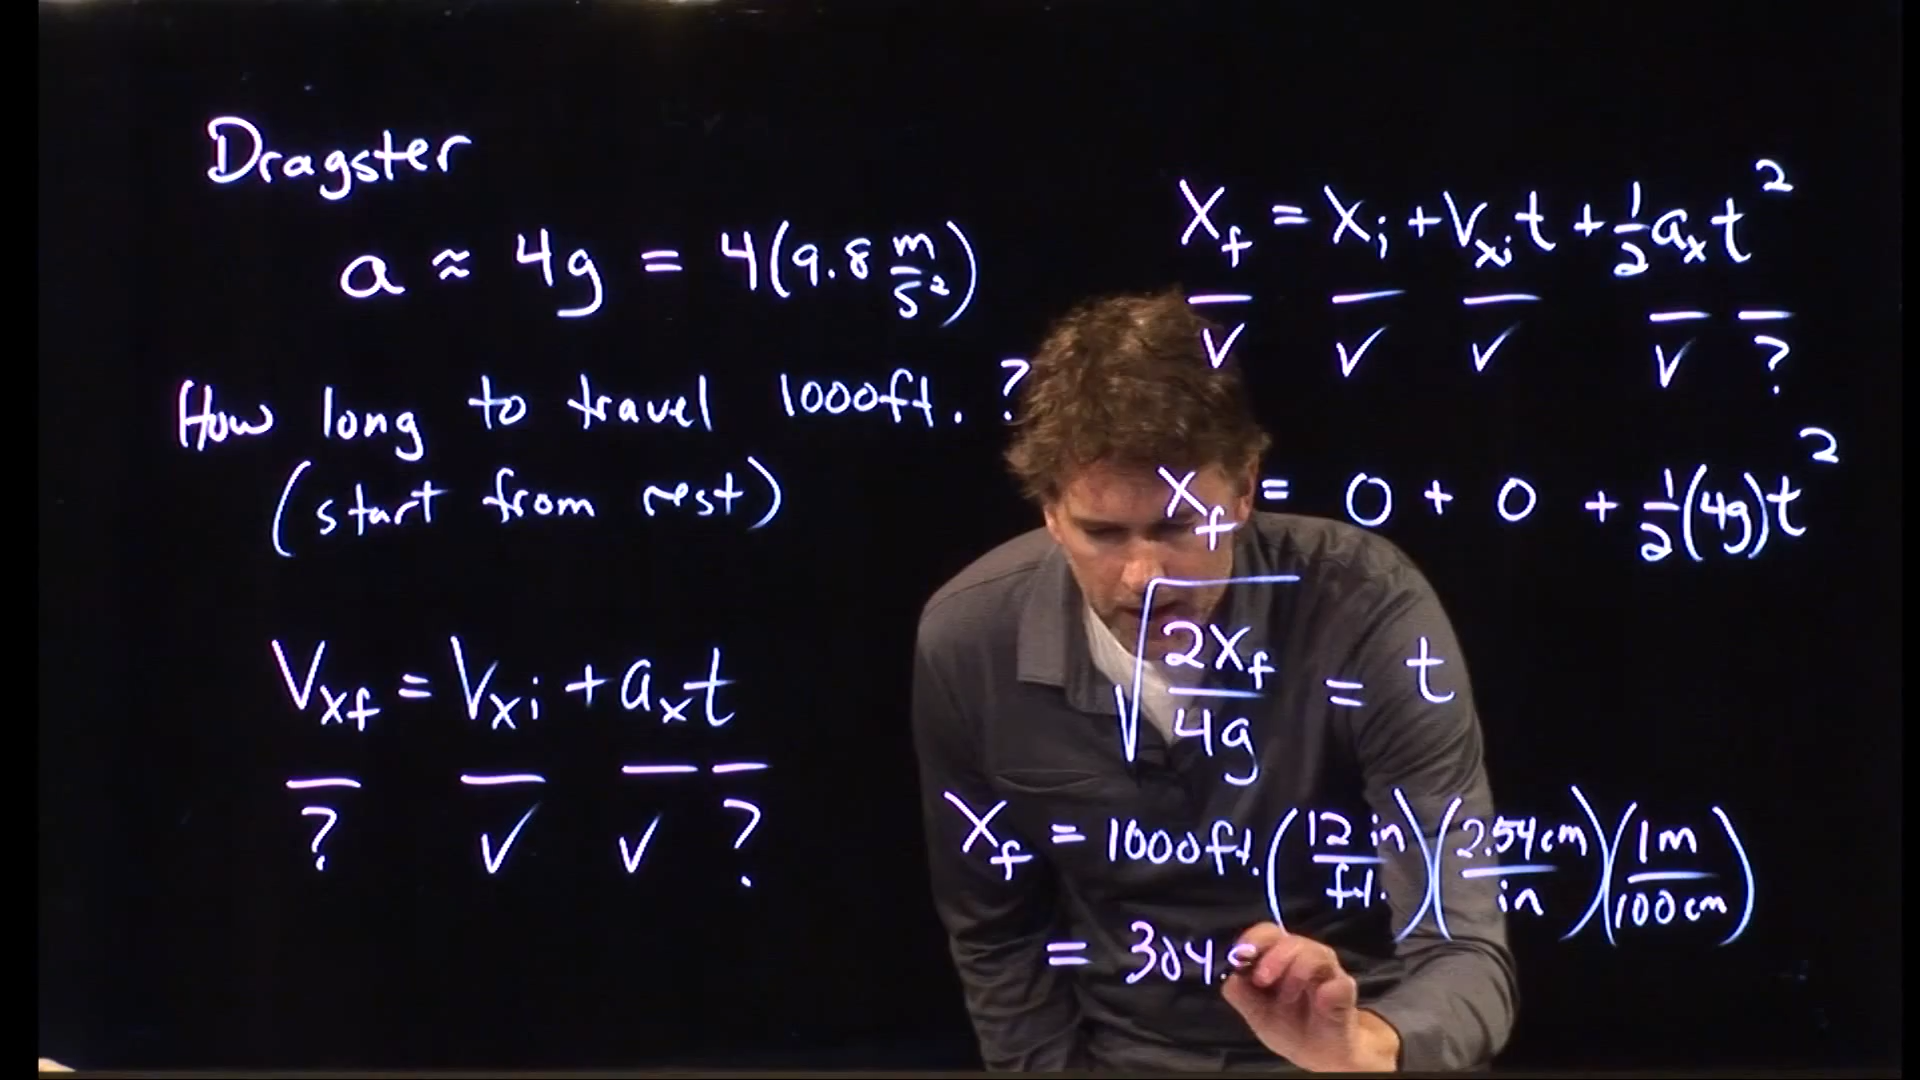 Dragster
a ≈ 4g = 4(9.8 m/s²)
How long to travel 1000ft. ?
(start from rest)
Vxf = Vxi + axt
? ✓ ✓ ?
Xf = Xi + Vxit + ½axt²
✓ ✓ ✓ ✓ ?
Xf = 0 + 0 + ½(4g)t²
√(2Xf/4g) = t
Xf = 1000ft. (12 in/ft.)(2.54cm/in)(1m/100cm)
= 304.